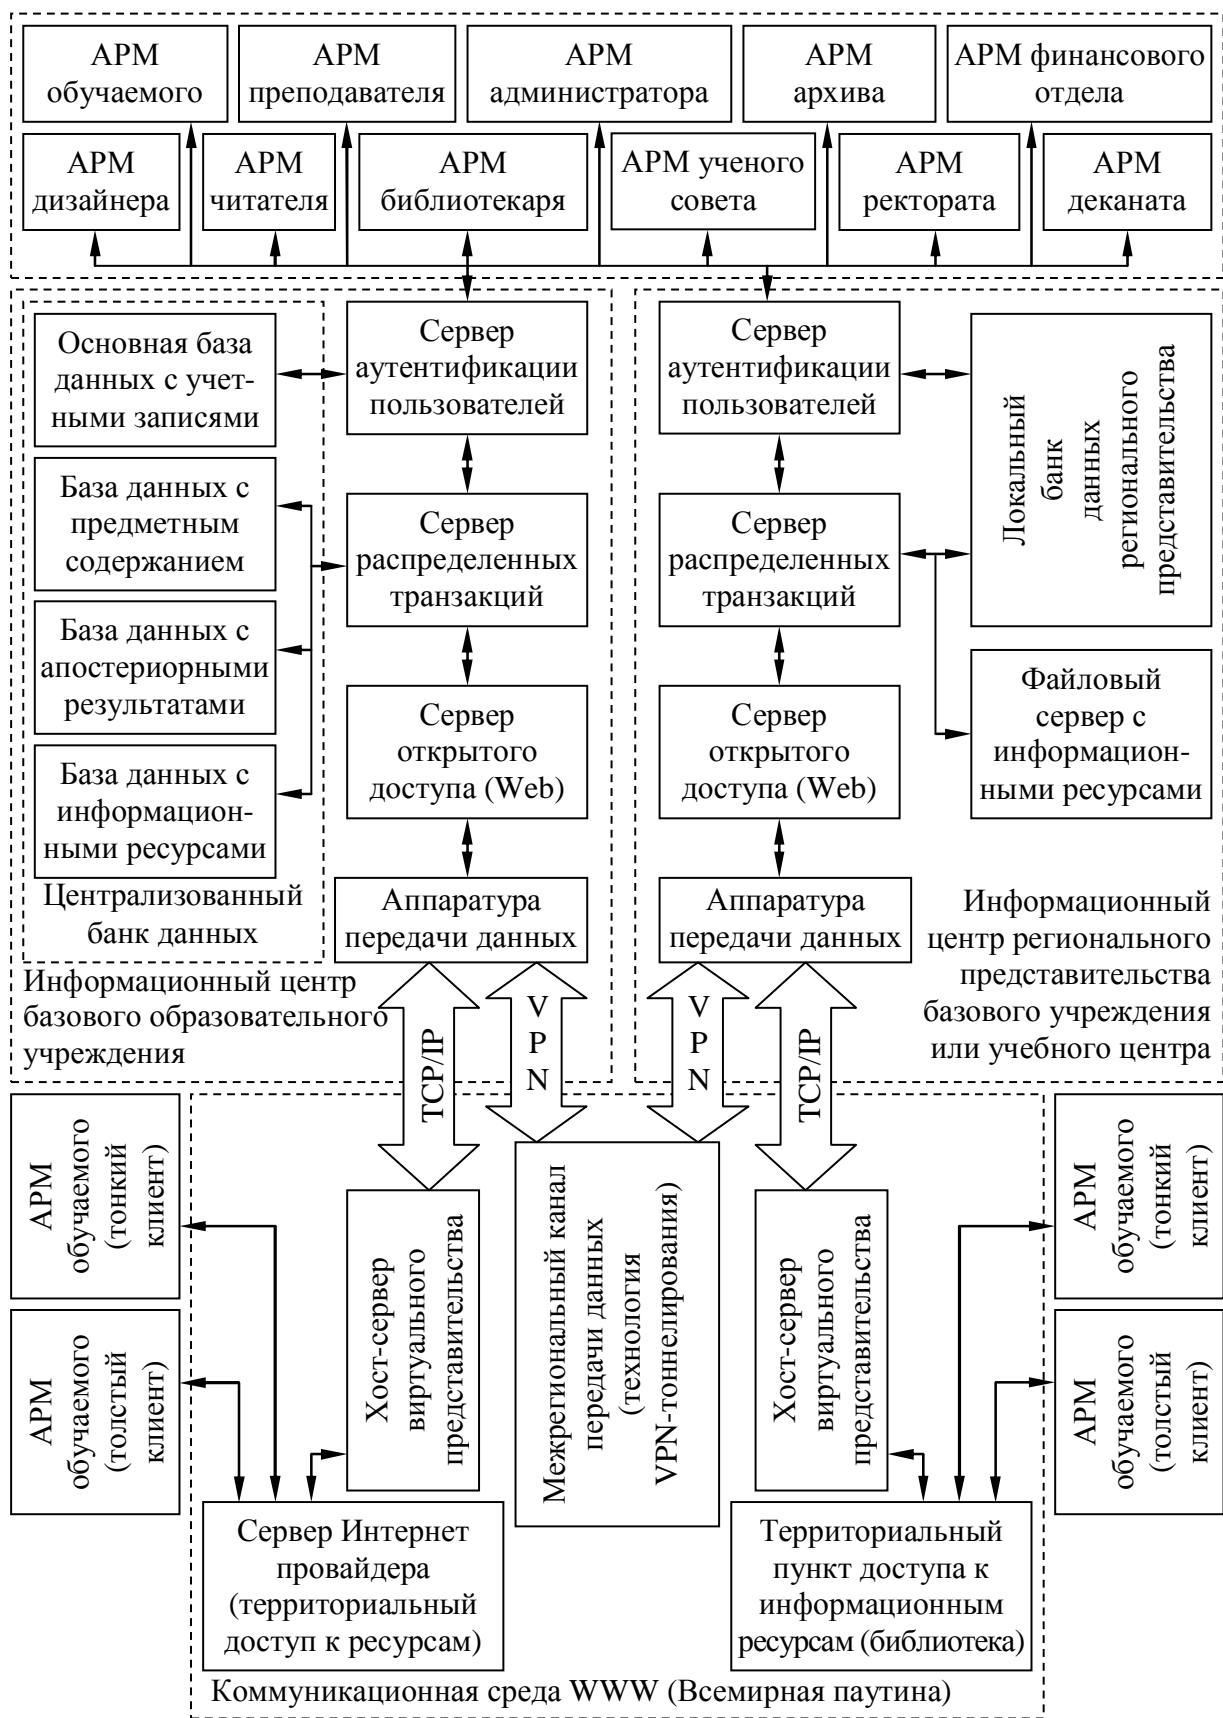 АРМ
обучаемого
АРМ
преподавателя
АРМ
администратора
АРМ
архива
АРМ финансового
отдела
АРМ
дизайнера
АРМ
читателя
АРМ
библиотекаря
АРМ ученого
совета
АРМ
ректората
АРМ
деканата
Основная база
данных с учет-
ными записями
База данных с
предметным
содержанием
База данных с
апостериорными
результатами
База данных с
информацион-
ными ресурсами
Централизованный
банк данных
Сервер
аутентификации
пользователей
Сервер
распределенных
транзакций
Сервер
открытого
доступа (Web)
Аппаратура
передачи данных
Информационный центр
базового образовательного
учреждения
Сервер
аутентификации
пользователей
Сервер
распределенных
транзакций
Сервер
открытого
доступа (Web)
Аппаратура
передачи данных
Локальный
банк
данных
регионального
представительства
Файловый
сервер с
информацион-
ными ресурсами
Информационный
центр регионального
представительства
базового учреждения
или учебного центра
TCP/IP
V
P
N
V
P
N
TCP/IP
АРМ
обучаемого
(тонкий
клиент)
АРМ
обучаемого
(толстый
клиент)
Хост-сервер
виртуального
представительства
Межрегиональный канал
передачи данных
(технология
VPN-тоннелирования)
Хост-сервер
виртуального
представительства
АРМ
обучаемого
(тонкий
клиент)
АРМ
обучаемого
(толстый
клиент)
Сервер Интернет
провайдера
(территориальный
доступ к ресурсам)
Территориальный
пункт доступа к
информационным
ресурсам (библиотека)
Коммуникационная среда WWW (Всемирная паутина)